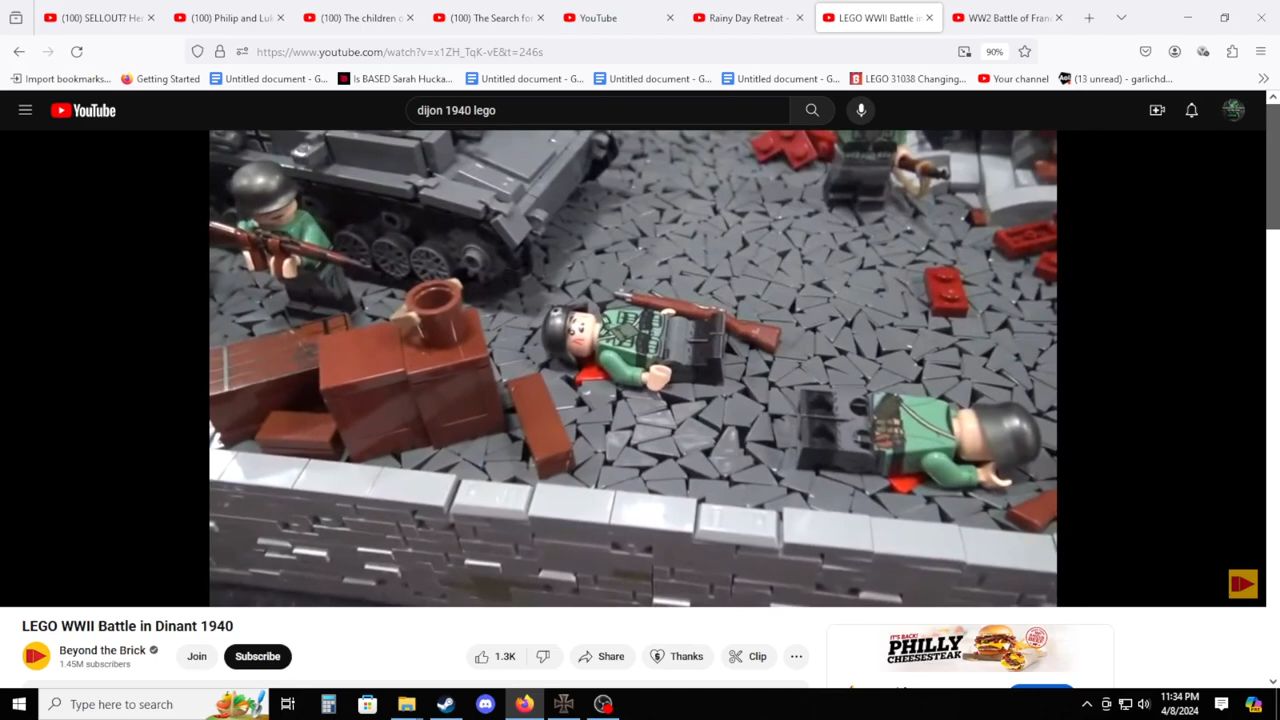 (100) SELLOUT? He
(100) Philip and Luk
(100) The children o
(100) The Search for
YouTube
Rainy Day Retreat -
LEGO WWII Battle in
WW2 Battle of Fran
https://www.youtube.com/watch?v=x1ZH_TqK-vE&t=246s
90%
Import bookmarks...
Getting Started
Untitled document - G...
Is BASED Sarah Hucka...
Untitled document - G...
Untitled document - G...
Untitled document - G...
LEGO 31038 Changing...
Your channel
(13 unread) - garlichd...
YouTube
dijon 1940 lego
LEGO WWII Battle in Dinant 1940
Beyond the Brick
1.45M subscribers
Join
Subscribe
1.3K
Share
Thanks
Clip
IT'S BACK!
PHILLY
CHEESESTEAK
Type here to search
11:34 PM
4/8/2024